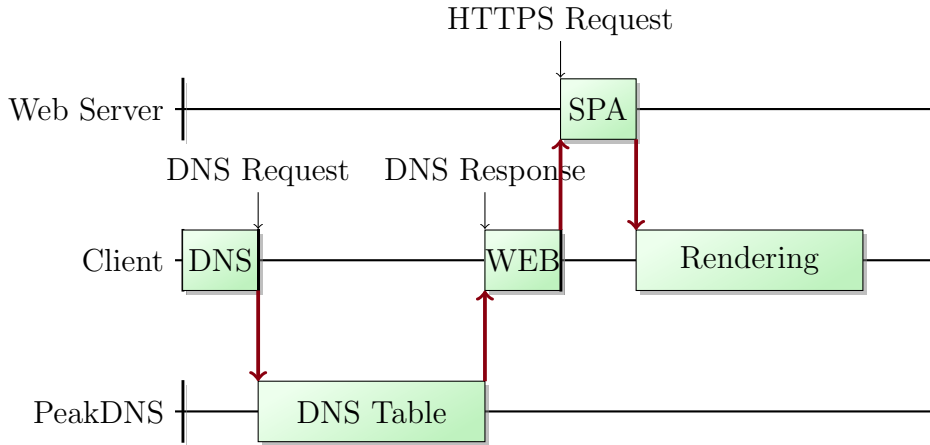 HTTPS Request
Web Server
SPA
DNS Request
DNS Response
Client
DNS
WEB
Rendering
PeakDNS
DNS Table